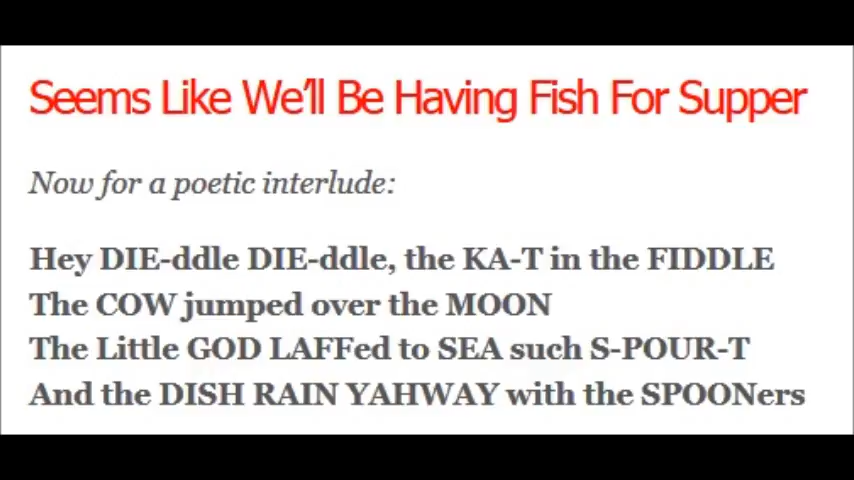 Seems Like We'll Be Having Fish For Supper
Now for a poetic interlude:
Hey DIE-ddle DIE-ddle, the KA-T in the FIDDLE
The COW jumped over the MOON
The Little GOD LAFFed to SEA such S-POUR-T
And the DISH RAIN YAHWAY with the SPOONers